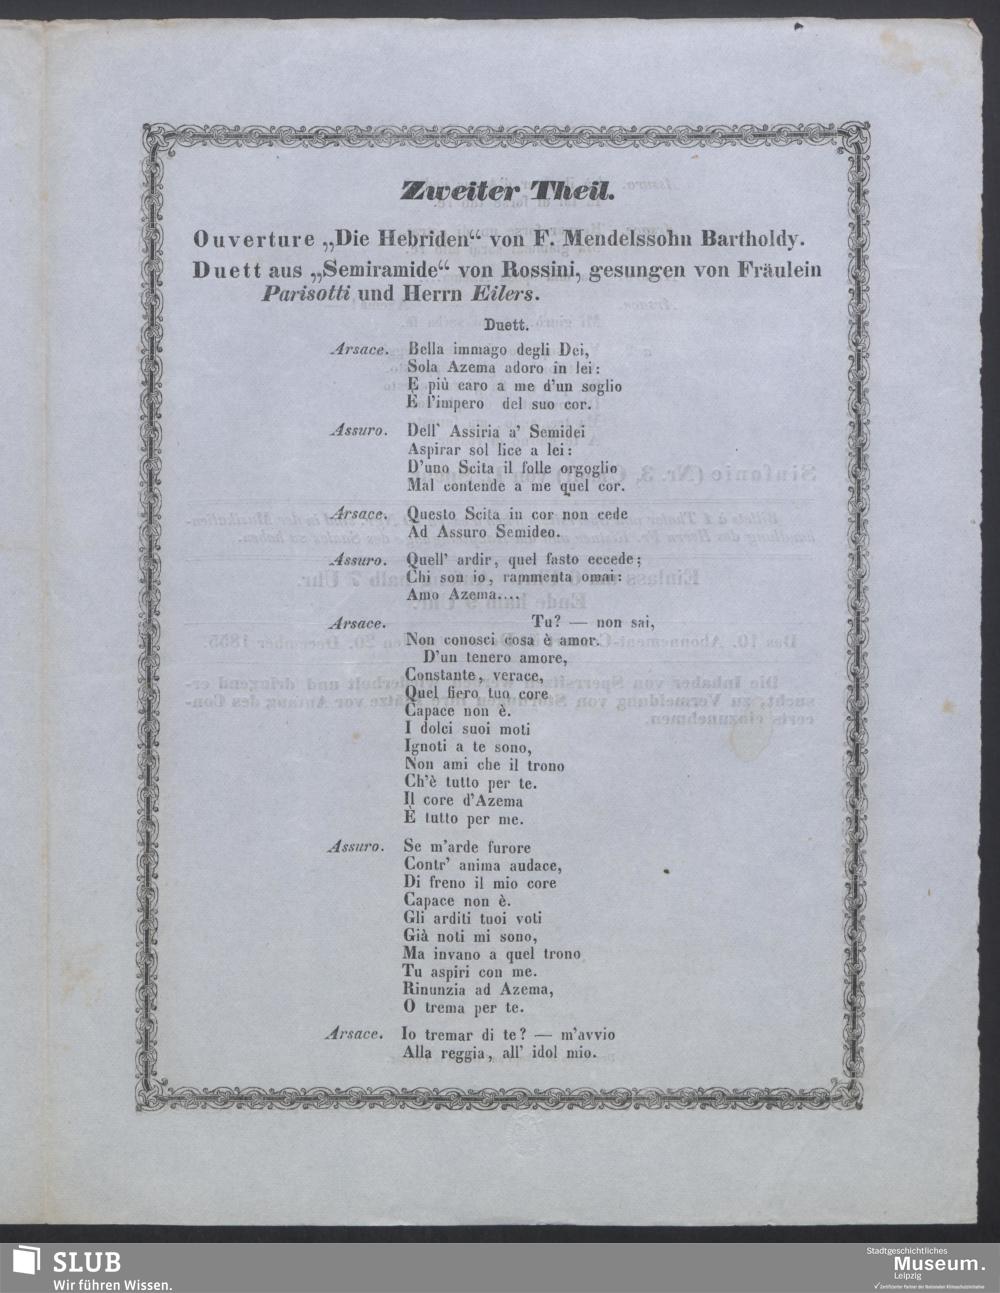 Zweiter Theil.
Ouverture „Die Hebriden“ von F. Mendelssohn Bartholdy.
Duett aus „Semiramide“ von Rossini, gesungen von Fräulein
Parisotti und Herrn Eilers.
Duett.
Arsace. Bella immago degli Dei,
Sola Azema adoro in lei:
E più caro a me d'un soglio
E l'impero del suo cor.
Assuro. Dell' Assiria a' Semidei
Aspirar sol lice a lei:
D'uno Scita il folle orgoglio
Mal contende a me quel cor.
Arsace. Questo Scita in cor non cede
Ad Assuro Semideo.
Assuro. Quell' ardir, quel fasto eccede;
Chi son io, rammenta omai:
Amo Azema....
Arsace. Tu? — non sai,
Non conosci cosa è amor.
D'un tenero amore,
Constante, verace,
Quel fiero tuo core
Capace non è.
I dolci suoi moti
Ignoti a te sono,
Non ami che il trono
Ch'è tutto per te.
Il core d'Azema
È tutto per me.
Assuro. Se m'arde furore
Contr' anima audace,
Di freno il mio core
Capace non è.
Gli arditi tuoi voti
Già noti mi sono,
Ma invano a quel trono
Tu aspiri con me.
Rinunzia ad Azema,
O trema per te.
Arsace. Io tremar di te? — m'avvio
Alla reggia, all' idol mio.
SLUB
Wir führen Wissen.
Stadtgeschichtliches
Museum.
Leipzig